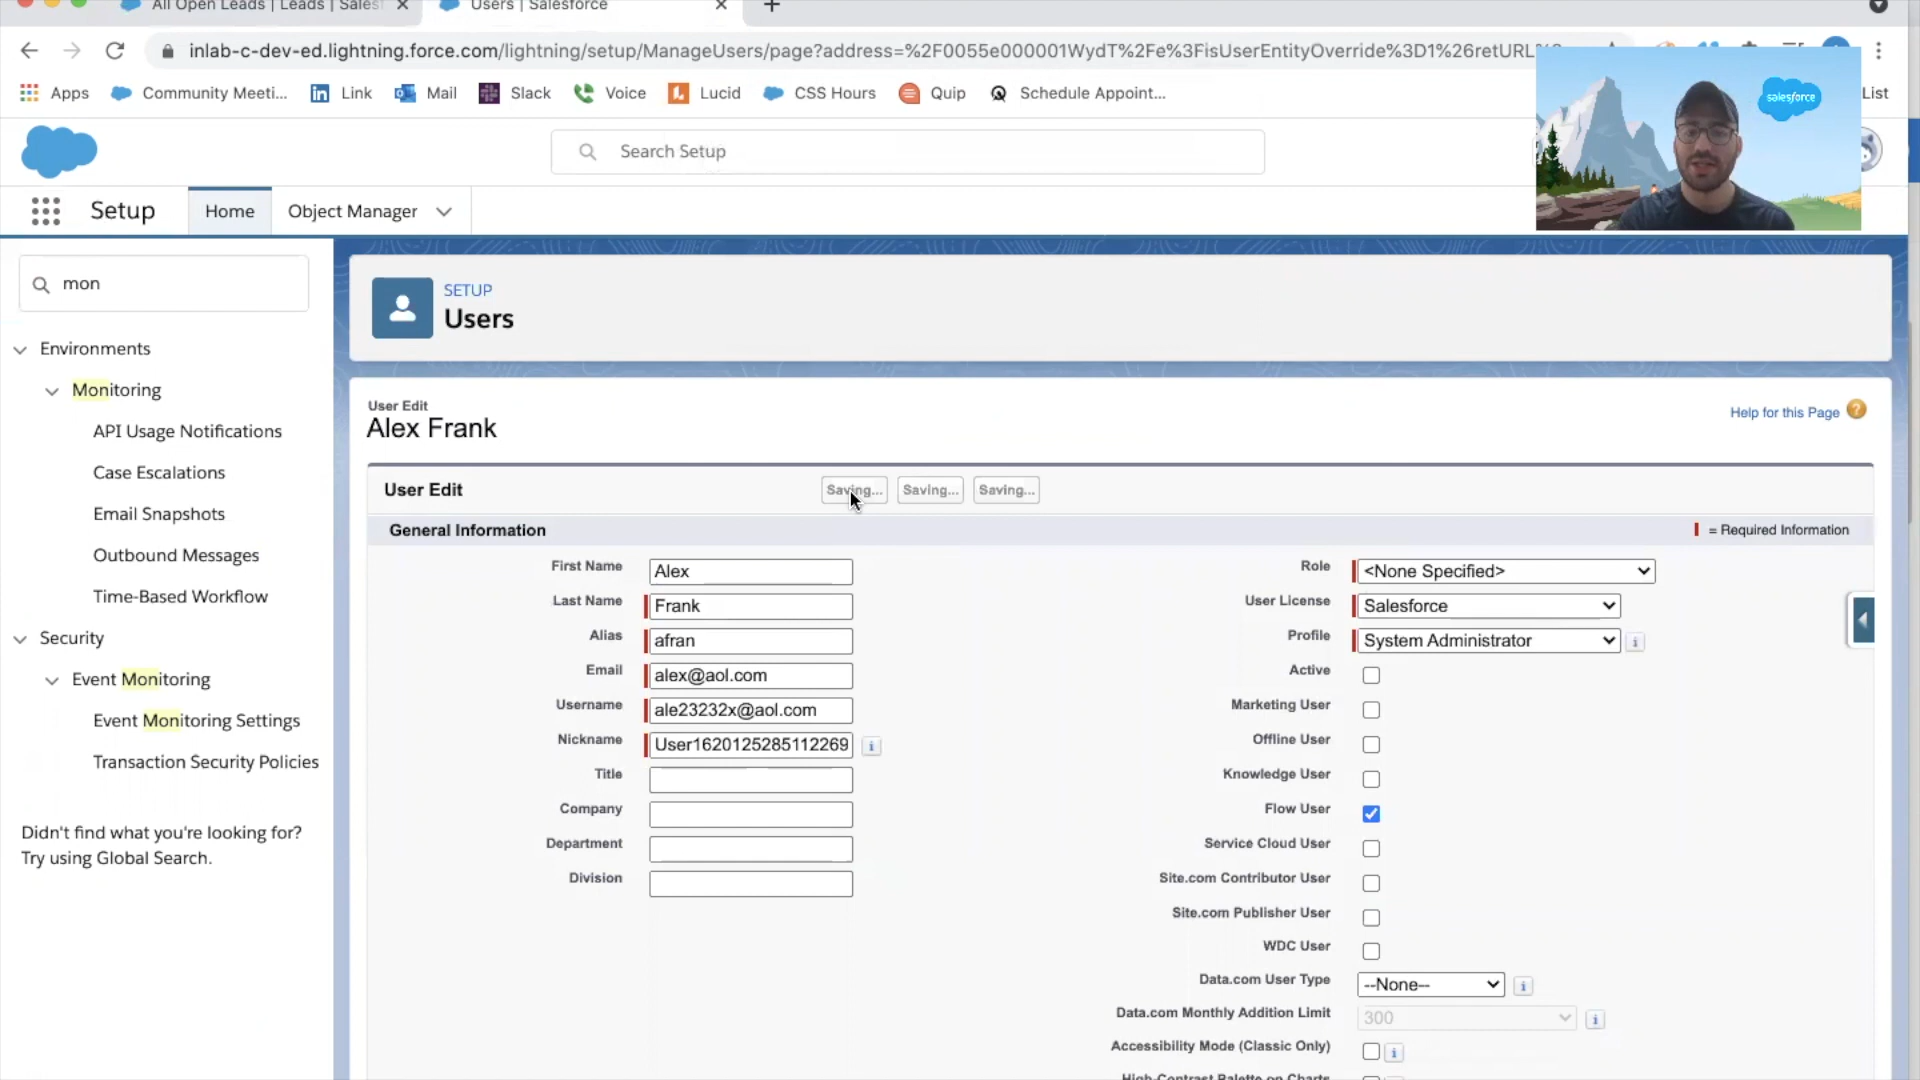 All Open Leads | Leads | Sales
Users | Salesforce
inlab-c-dev-ed.lightning.force.com/lightning/setup/ManageUsers/page?address=%2F0055e000001WydT%2Fe%3FisUserEntityOverride%3D1%26retURL%
Apps
Community Meeti...
Link
Mail
Slack
Voice
Lucid
CSS Hours
Quip
Schedule Appoint...
List
salesforce
Search Setup
Setup
Home
Object Manager
mon
Environments
Monitoring
API Usage Notifications
Case Escalations
Email Snapshots
Outbound Messages
Time-Based Workflow
Security
Event Monitoring
Event Monitoring Settings
Transaction Security Policies
Didn't find what you're looking for?
Try using Global Search.
SETUP
Users
User Edit
Alex Frank
Help for this Page
User Edit
Saving...
Saving...
Saving...
General Information
= Required Information
First Name
Alex
Last Name
Frank
Alias
afran
Email
alex@aol.com
Username
ale23232x@aol.com
Nickname
User1620125285112269
Title
Company
Department
Division
Role
<None Specified>
User License
Salesforce
Profile
System Administrator
Active
Marketing User
Offline User
Knowledge User
Flow User
Service Cloud User
Site.com Contributor User
Site.com Publisher User
WDC User
Data.com User Type
--None--
Data.com Monthly Addition Limit
300
Accessibility Mode (Classic Only)
High-Contrast Palette on Charts